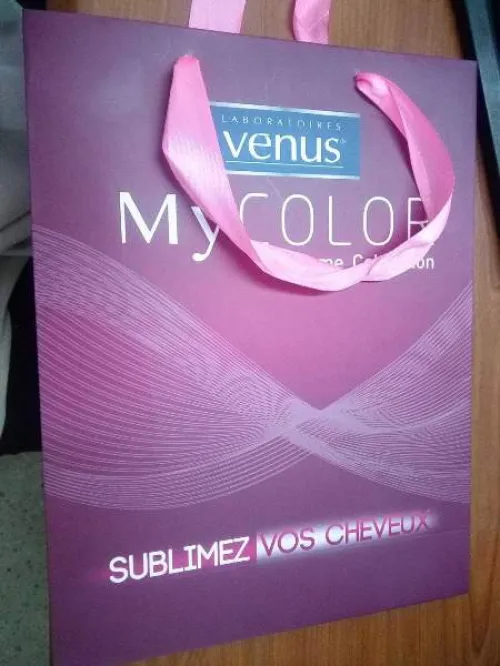 LABORATOIRES
venus
MyCOLOR
SUBLIMEZ VOS CHEVEUX